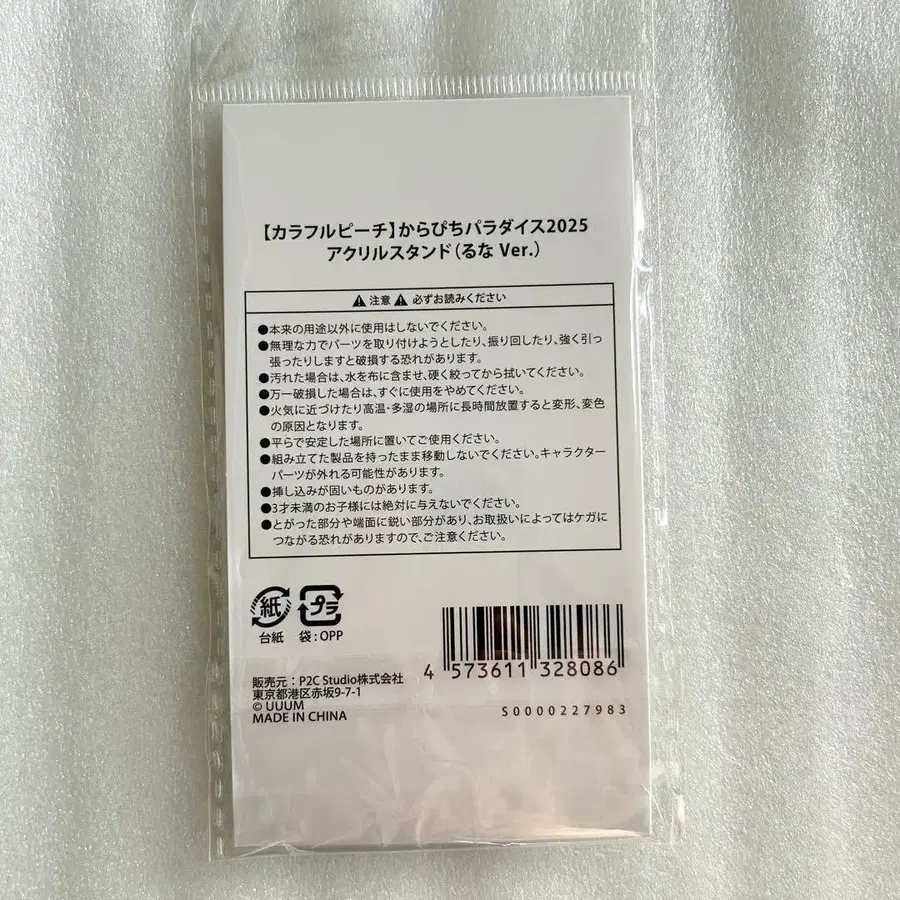 【カラフルピーチ】からぴちパラダイス2025
アクリルスタンド（るな Ver.）
⚠ 注意 ⚠ 必ずお読みください
●本来の用途以外に使用はしないでください。
●無理な力でパーツを取り付けようとしたり、振り回したり、強く引っ
張ったりしますと破損する恐れがあります。
●汚れた場合は、水を布に含ませ、硬く絞ってから拭いてください。
●万一破損した場合は、すぐに使用をやめてください。
●火気に近づけたり高温・多湿の場所に長時間放置すると変形、変色
の原因となります。
●平らで安定した場所に置いてご使用ください。
●組み立てた製品を持ったまま移動しないでください。キャラクター
パーツが外れる可能性があります。
●挿し込みが固いものがあります。
●3才未満のお子様には絶対に与えないでください。
●とがった部分や端面に鋭い部分があり、お取扱いによってはケガに
つながる恐れがありますので、ご注意ください。
紙 プラ
台紙 袋：OPP
4 573611 328086
販売元：P2C Studio株式会社
東京都港区赤坂9-7-1
© UUUM
MADE IN CHINA
S0000227983